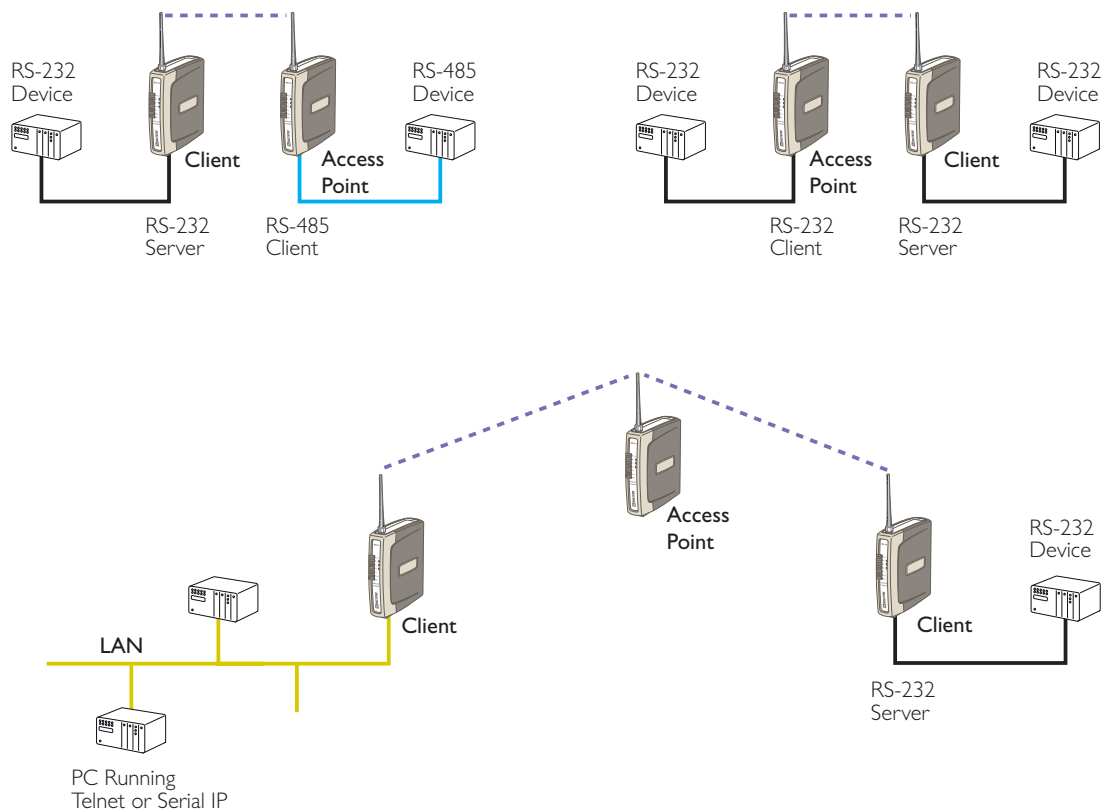 RS-232
Device
Client
Access
Point
RS-485
Device
RS-232
Server
RS-485
Client
RS-232
Device
Access
Point
Client
RS-232
Device
RS-232
Client
RS-232
Server
Access
Point
Client
LAN
PC Running
Telnet or Serial IP
Client
RS-232
Device
RS-232
Server